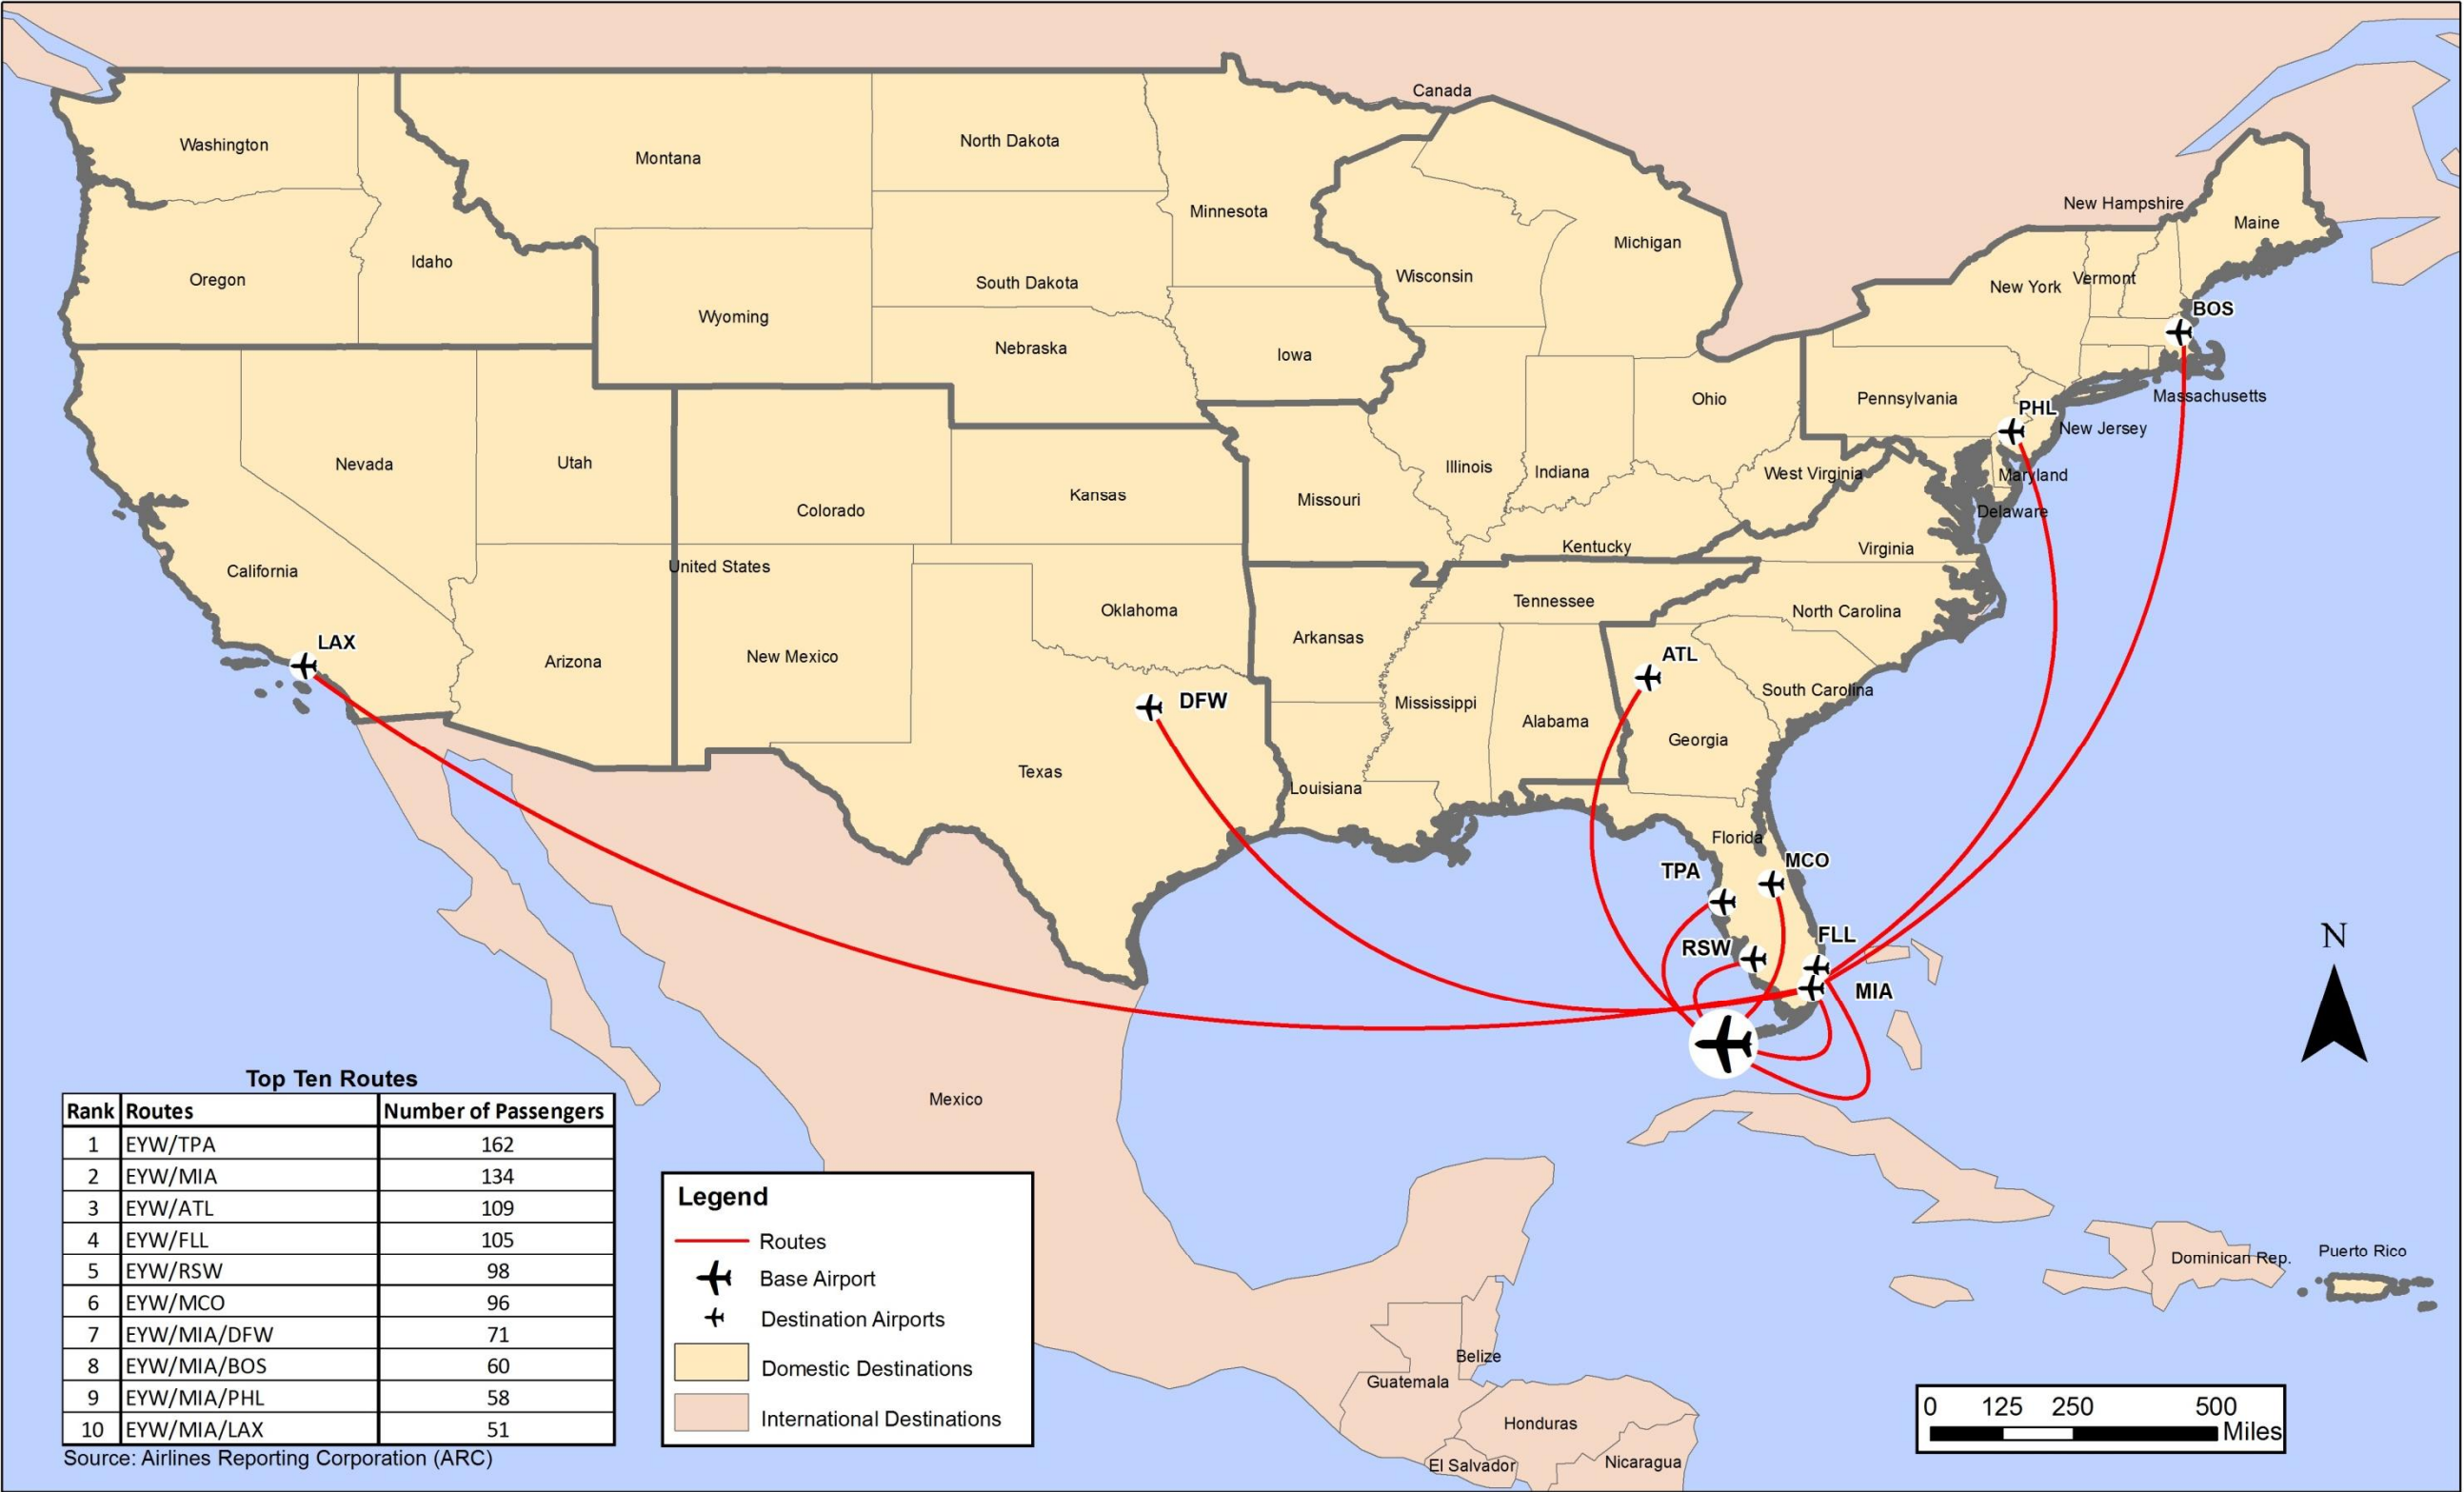 Canada
Washington
Montana
North Dakota
Minnesota
New Hampshire
Maine
Oregon
Idaho
Wyoming
South Dakota
Wisconsin
Michigan
New York
Vermont
BOS
Nebraska
Iowa
Ohio
Pennsylvania
Massachusetts
PHL
New Jersey
Nevada
Utah
Colorado
Kansas
Missouri
Illinois
Indiana
West Virginia
Maryland
Delaware
Kentucky
Virginia
California
United States
Oklahoma
Tennessee
North Carolina
Arkansas
LAX
Arizona
New Mexico
DFW
Mississippi
Alabama
ATL
South Carolina
Georgia
Texas
Louisiana
Florida
MCO
TPA
RSW
FLL
MIA
N
Mexico
Top Ten Routes
Rank Routes Number of Passengers
1 EYW/TPA 162
2 EYW/MIA 134
3 EYW/ATL 109
4 EYW/FLL 105
5 EYW/RSW 98
6 EYW/MCO 96
7 EYW/MIA/DFW 71
8 EYW/MIA/BOS 60
9 EYW/MIA/PHL 58
10 EYW/MIA/LAX 51
Source: Airlines Reporting Corporation (ARC)
Legend
Routes
Base Airport
Destination Airports
Domestic Destinations
International Destinations
Dominican Rep.
Puerto Rico
Belize
Guatemala
Honduras
El Salvador
Nicaragua
0 125 250 500
Miles